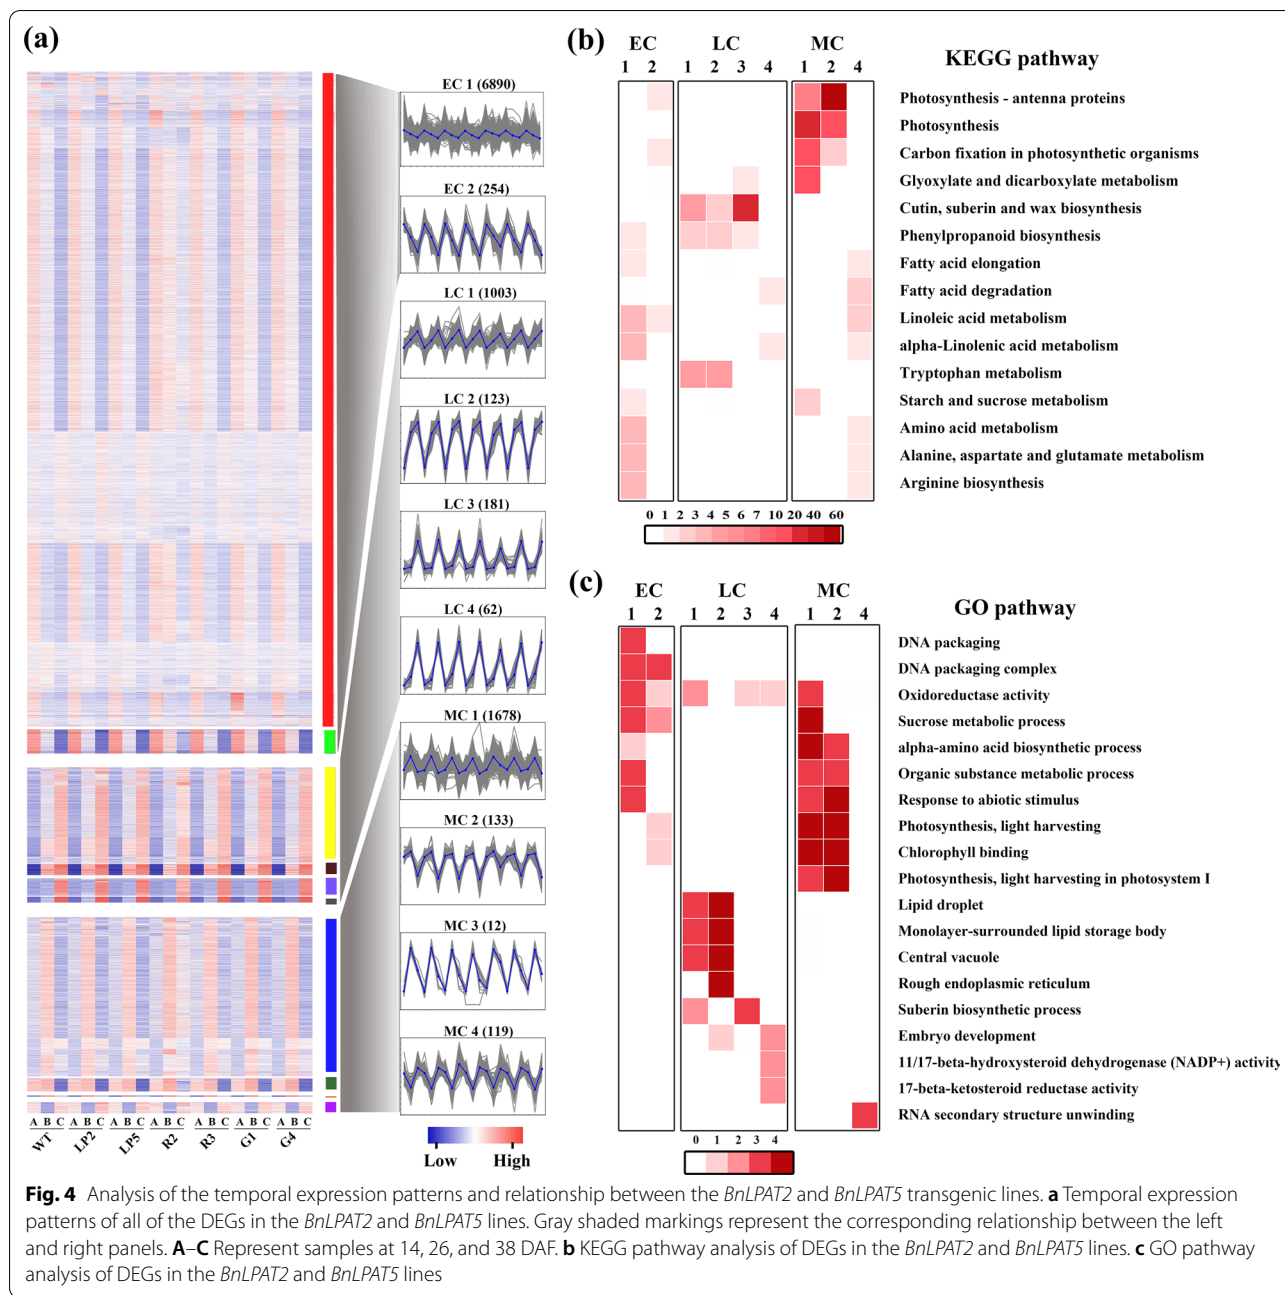 (a)
EC 1 (6890)
EC 2 (254)
LC 1 (1003)
LC 2 (123)
LC 3 (181)
LC 4 (62)
MC 1 (1678)
MC 2 (133)
MC 3 (12)
MC 4 (119)
A B C A B C A B C A B C A B C A B C A B C
WT LP2 LP5 R2 R3 G1 G4
Low High
(b)
EC LC MC
1 2 1 2 3 4 1 2 4
KEGG pathway
Photosynthesis - antenna proteins
Photosynthesis
Carbon fixation in photosynthetic organisms
Glyoxylate and dicarboxylate metabolism
Cutin, suberin and wax biosynthesis
Phenylpropanoid biosynthesis
Fatty acid elongation
Fatty acid degradation
Linoleic acid metabolism
alpha-Linolenic acid metabolism
Tryptophan metabolism
Starch and sucrose metabolism
Amino acid metabolism
Alanine, aspartate and glutamate metabolism
Arginine biosynthesis
0 1 2 3 4 5 6 7 10 20 40 60
(c)
EC LC MC
1 2 1 2 3 4 1 2 4
GO pathway
DNA packaging
DNA packaging complex
Oxidoreductase activity
Sucrose metabolic process
alpha-amino acid biosynthetic process
Organic substance metabolic process
Response to abiotic stimulus
Photosynthesis, light harvesting
Chlorophyll binding
Photosynthesis, light harvesting in photosystem I
Lipid droplet
Monolayer-surrounded lipid storage body
Central vacuole
Rough endoplasmic reticulum
Suberin biosynthetic process
Embryo development
11/17-beta-hydroxysteroid dehydrogenase (NADP+) activity
17-beta-ketosteroid reductase activity
RNA secondary structure unwinding
0 1 2 3 4
Fig. 4 Analysis of the temporal expression patterns and relationship between the BnLPAT2 and BnLPAT5 transgenic lines. a Temporal expression
patterns of all of the DEGs in the BnLPAT2 and BnLPAT5 lines. Gray shaded markings represent the corresponding relationship between the left
and right panels. A–C Represent samples at 14, 26, and 38 DAF. b KEGG pathway analysis of DEGs in the BnLPAT2 and BnLPAT5 lines. c GO pathway
analysis of DEGs in the BnLPAT2 and BnLPAT5 lines